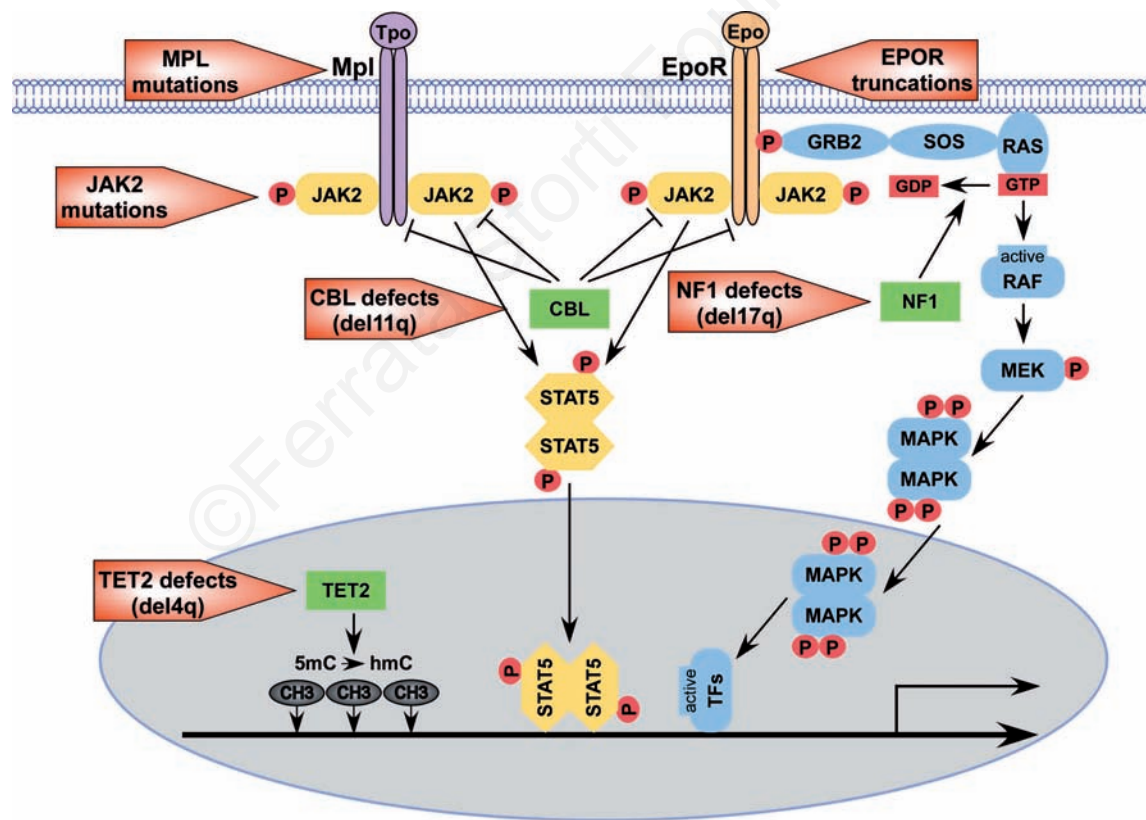 ©Ferrata Storti Fou
Tpo
Epo
MPL
mutations
Mpl
EpoR
EPOR
truncations
P
GRB2
SOS
RAS
JAK2
mutations
P
JAK2
JAK2
P
P
JAK2
JAK2
P
GDP
GTP
active
RAF
CBL defects
(del11q)
CBL
NF1 defects
(del17q)
NF1
MEK
P
P
STAT5
STAT5
P
P P
MAPK
MAPK
P P
P P
MAPK
MAPK
P P
TET2 defects
(del4q)
TET2
5mC
hmC
CH3
CH3
CH3
P
STAT5
STAT5
P
active
TFs